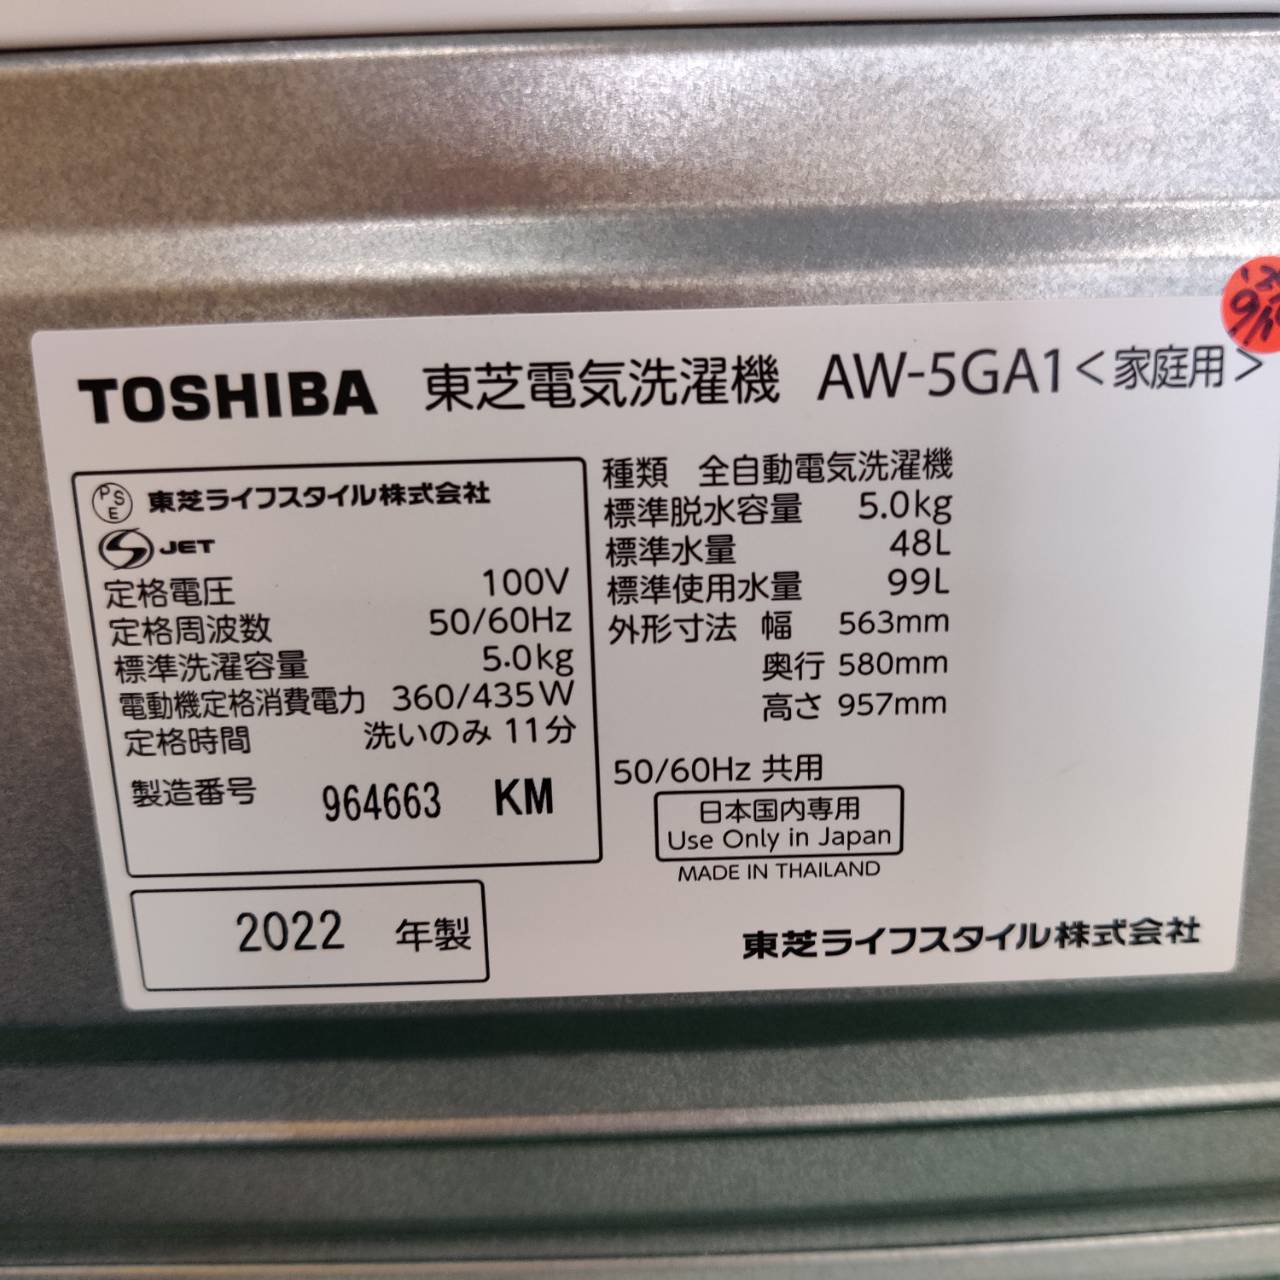 TOSHIBA 東芝電気洗濯機 AW-5GA1<家庭用>
PSE 東芝ライフスタイル株式会社
S JET
定格電圧 100V
定格周波数 50/60Hz
標準洗濯容量 5.0kg
電動機定格消費電力 360/435W
定格時間 洗いのみ 11分
製造番号 964663 KM
2022 年製
種類 全自動電気洗濯機
標準脱水容量 5.0kg
標準水量 48L
標準使用水量 99L
外形寸法 幅 563mm
奥行 580mm
高さ 957mm
50/60Hz 共用
日本国内専用
Use Only in Japan
MADE IN THAILAND
東芝ライフスタイル株式会社